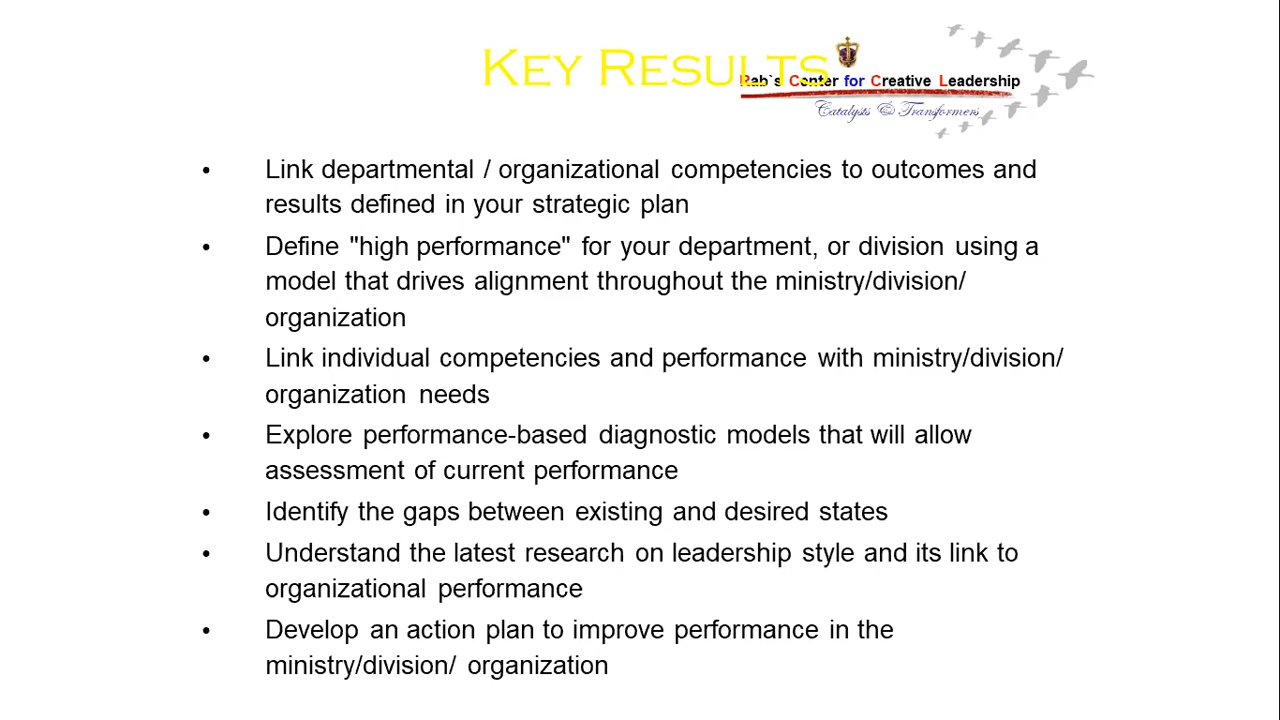 KEY RESULTS
Rab`s Center for Creative Leadership
Catalysts & Transformers
• Link departmental / organizational competencies to outcomes and
results defined in your strategic plan
• Define "high performance" for your department, or division using a
model that drives alignment throughout the ministry/division/
organization
• Link individual competencies and performance with ministry/division/
organization needs
• Explore performance-based diagnostic models that will allow
assessment of current performance
• Identify the gaps between existing and desired states
• Understand the latest research on leadership style and its link to
organizational performance
• Develop an action plan to improve performance in the
ministry/division/ organization